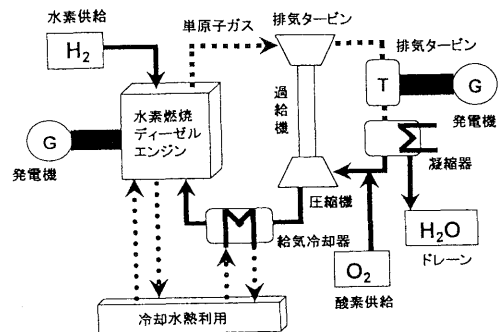 水素供給
H2
単原子ガス
排気タービン
排気タービン
過給機
T
G
発電機
水素燃焼
ディーゼル
エンジン
G
発電機
凝縮器
圧縮機
給気冷却器
H2O
ドレーン
O2
酸素供給
冷却水熱利用